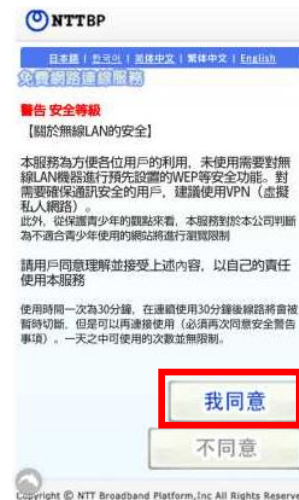 NTTBP
日本語 | 한국어 | 简体中文 | 繁体中文 | English
免費網路連線服務
警告 安全等級
【關於無線LAN的安全】
本服務為方便各位用戶的利用，未使用需要對無
線LAN機器進行預先設置的WEP等安全功能。對
需要確保通訊安全的用戶，建議使用VPN（虛擬
私人網路）。
此外，從保護青少年的觀點來看，本服務對於本公司判斷
為不適合青少年使用的網站將進行瀏覽限制
請用戶同意理解並接受上述內容，以自己的責任
使用本服務
使用時間一次為30分鐘，在連續使用30分鐘後線路將會被
暫時切斷，但是可以再連接使用（必須再次同意安全警告
事項）。一天之中可使用的次數並無限制。
我同意
不同意
Copyright © NTT Broadband Platform,Inc All Rights Reserve